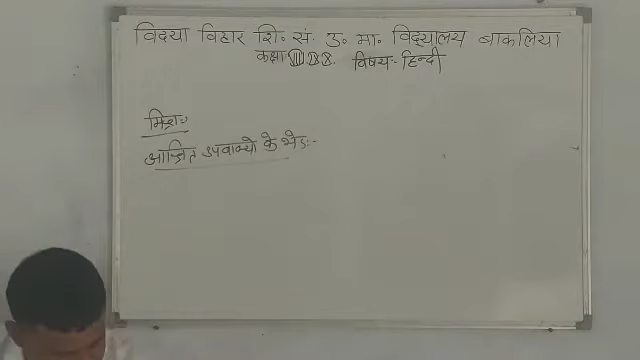 विद्या विहार शि. सं. उ. मा. विद्यालय बाकलिया
कक्षा विषय:- हिन्दी
मिश्र:-
आश्रित उपवाक्यो के भेद:-